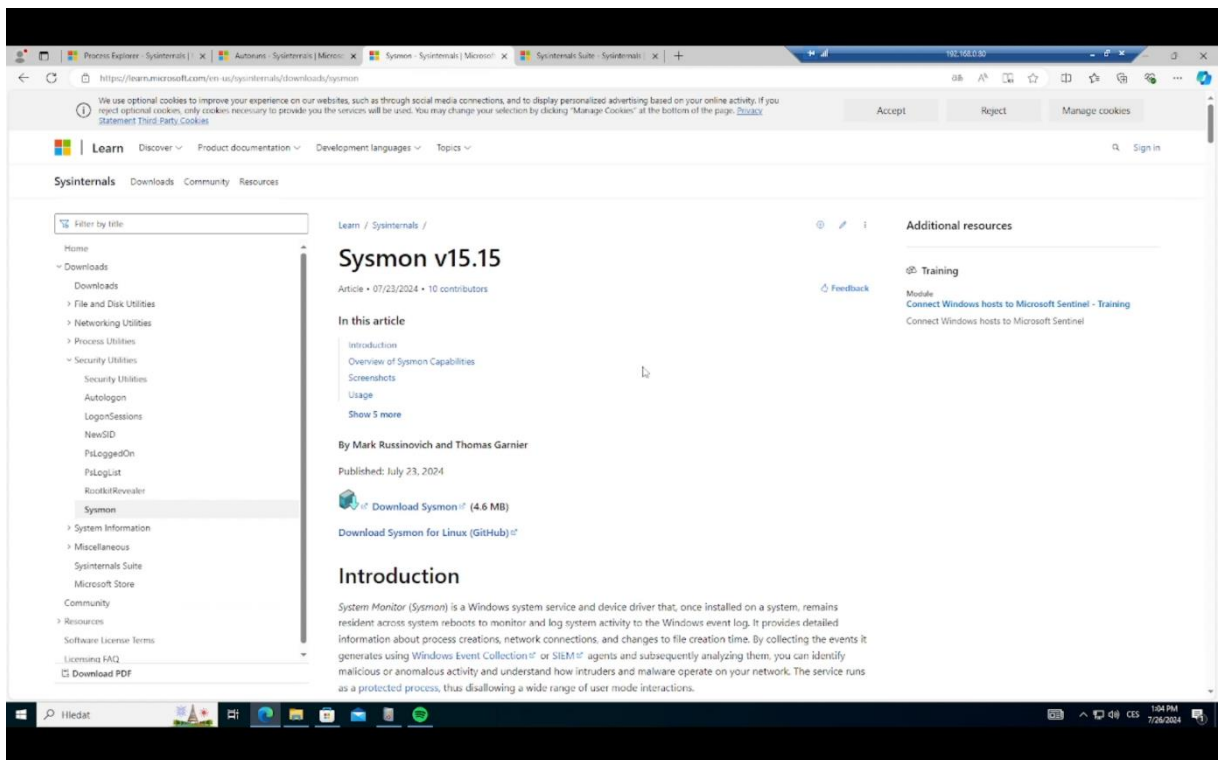 Process Explorer - Sysinternals |
Autoruns - Sysinternals | Microso
Sysmon - Sysinternals | Microsoft
Sysinternals Suite - Sysinternals |
192.168.0.80
https://learn.microsoft.com/en-us/sysinternals/downloads/sysmon
We use optional cookies to improve your experience on our websites, such as through social media connections, and to display personalized advertising based on your online activity. If you
reject optional cookies, only cookies necessary to provide you the services will be used. You may change your selection by clicking "Manage Cookies" at the bottom of the page. Privacy
Statement Third-Party Cookies
Accept
Reject
Manage cookies
Learn Discover Product documentation Development languages Topics
Sign in
Sysinternals Downloads Community Resources
Filter by title
Home
Downloads
Downloads
File and Disk Utilities
Networking Utilities
Process Utilities
Security Utilities
Security Utilities
Autologon
LogonSessions
NewSID
PsLoggedOn
PsLogList
RootkitRevealer
Sysmon
System Information
Miscellaneous
Sysinternals Suite
Microsoft Store
Community
Resources
Software License Terms
Licensing FAQ
Download PDF
Learn / Sysinternals /
Sysmon v15.15
Article • 07/23/2024 • 10 contributors
Feedback
In this article
Introduction
Overview of Sysmon Capabilities
Screenshots
Usage
Show 5 more
By Mark Russinovich and Thomas Garnier
Published: July 23, 2024
Download Sysmon (4.6 MB)
Download Sysmon for Linux (GitHub)
Introduction
System Monitor (Sysmon) is a Windows system service and device driver that, once installed on a system, remains
resident across system reboots to monitor and log system activity to the Windows event log. It provides detailed
information about process creations, network connections, and changes to file creation time. By collecting the events it
generates using Windows Event Collection or SIEM agents and subsequently analyzing them, you can identify
malicious or anomalous activity and understand how intruders and malware operate on your network. The service runs
as a protected process, thus disallowing a wide range of user mode interactions.
Additional resources
Training
Module
Connect Windows hosts to Microsoft Sentinel - Training
Connect Windows hosts to Microsoft Sentinel
Hledat
CES
1:04 PM
7/26/2024